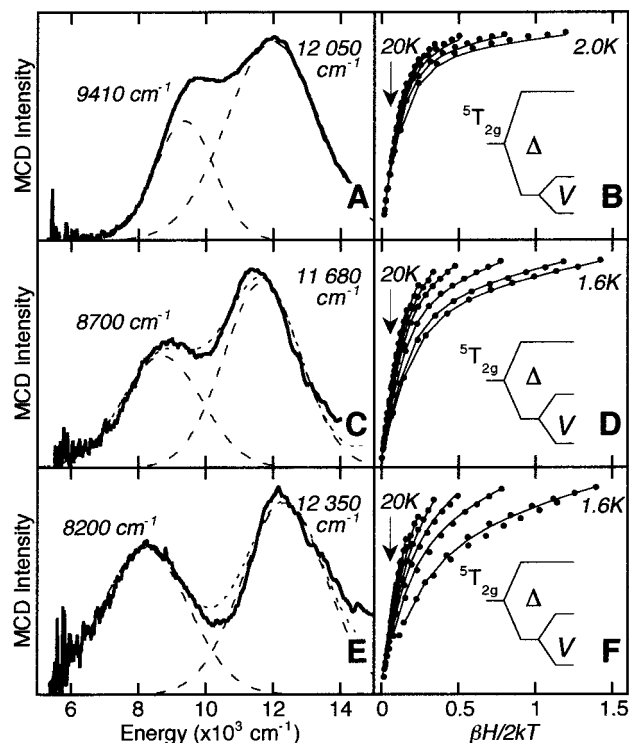 MCD Intensity
9410 cm⁻¹
12 050
cm⁻¹
A
20K
2.0K
⁵T₂g
Δ
V
B
MCD Intensity
8700 cm⁻¹
11 680
cm⁻¹
C
20K
1.6K
⁵T₂g
Δ
V
D
MCD Intensity
8200 cm⁻¹
12 350
cm⁻¹
E
20K
1.6K
⁵T₂g
Δ
V
F
6 8 10 12 14
Energy (x10³ cm⁻¹)
0 0.5 1.0 1.5
βH/2kT